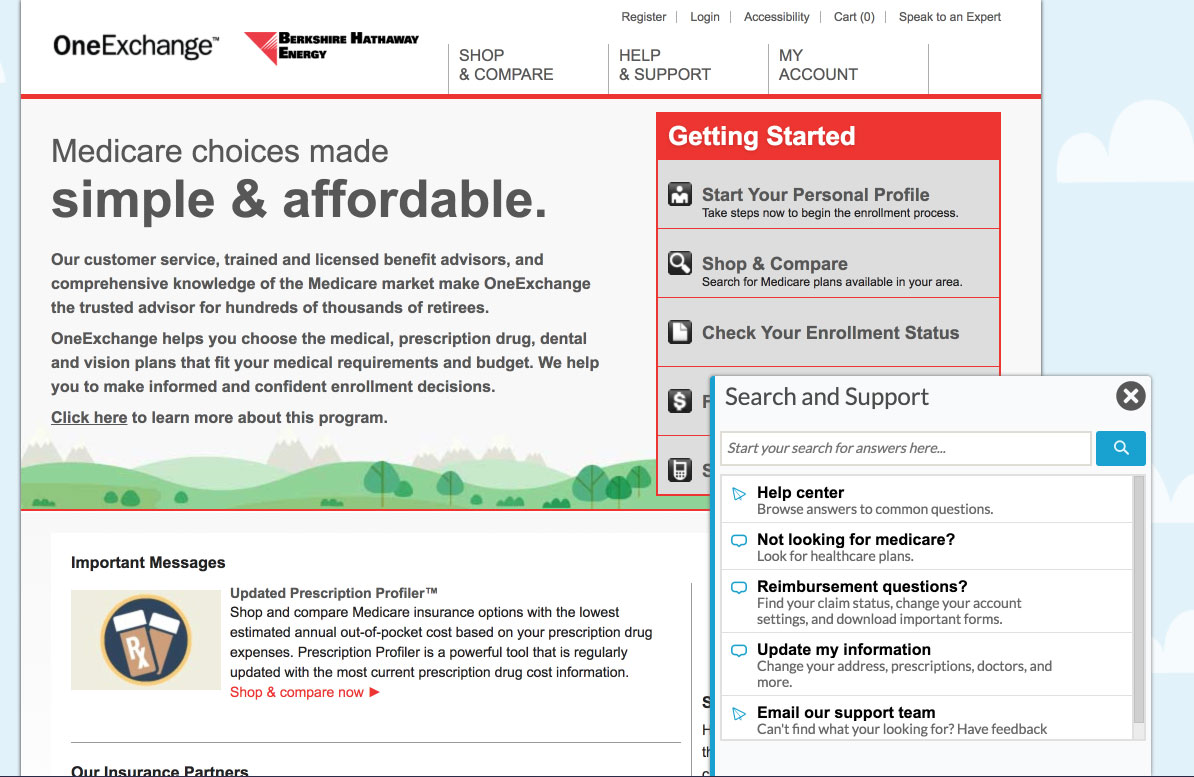 Register
Login
Accessibility
Cart (0)
Speak to an Expert
OneExchange™
BERKSHIRE HATHAWAY
ENERGY
SHOP
& COMPARE
HELP
& SUPPORT
MY
ACCOUNT
Medicare choices made
simple & affordable.
Our customer service, trained and licensed benefit advisors, and
comprehensive knowledge of the Medicare market make OneExchange
the trusted advisor for hundreds of thousands of retirees.
OneExchange helps you choose the medical, prescription drug, dental
and vision plans that fit your medical requirements and budget. We help
you to make informed and confident enrollment decisions.
Click here to learn more about this program.
Getting Started
Start Your Personal Profile
Take steps now to begin the enrollment process.
Shop & Compare
Search for Medicare plans available in your area.
Check Your Enrollment Status
Search and Support
Start your search for answers here...
Help center
Browse answers to common questions.
Not looking for medicare?
Look for healthcare plans.
Reimbursement questions?
Find your claim status, change your account
settings, and download important forms.
Update my information
Change your address, prescriptions, doctors, and
more.
Email our support team
Can't find what your looking for? Have feedback
Important Messages
Rx
Updated Prescription Profiler™
Shop and compare Medicare insurance options with the lowest
estimated annual out-of-pocket cost based on your prescription drug
expenses. Prescription Profiler is a powerful tool that is regularly
updated with the most current prescription drug cost information.
Shop & compare now
Our Insurance Partners